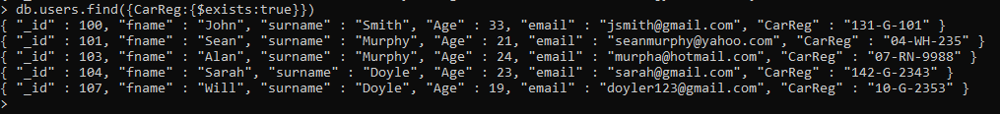 > db.users.find({CarReg:{$exists:true}})
{ "_id" : 100, "fname" : "John", "surname" : "Smith", "Age" : 33, "email" : "jsmith@gmail.com", "CarReg" : "131-G-101" }
{ "_id" : 101, "fname" : "Sean", "surname" : "Murphy", "Age" : 21, "email" : "seanmurphy@yahoo.com", "CarReg" : "04-WH-235" }
{ "_id" : 103, "fname" : "Alan", "surname" : "Murphy", "Age" : 24, "email" : "murpha@hotmail.com", "CarReg" : "07-RN-9988" }
{ "_id" : 104, "fname" : "Sarah", "surname" : "Doyle", "Age" : 23, "email" : "sarah@gmail.com", "CarReg" : "142-G-2343" }
{ "_id" : 107, "fname" : "Will", "surname" : "Doyle", "Age" : 19, "email" : "doyler123@gmail.com", "CarReg" : "10-G-2353" }
>